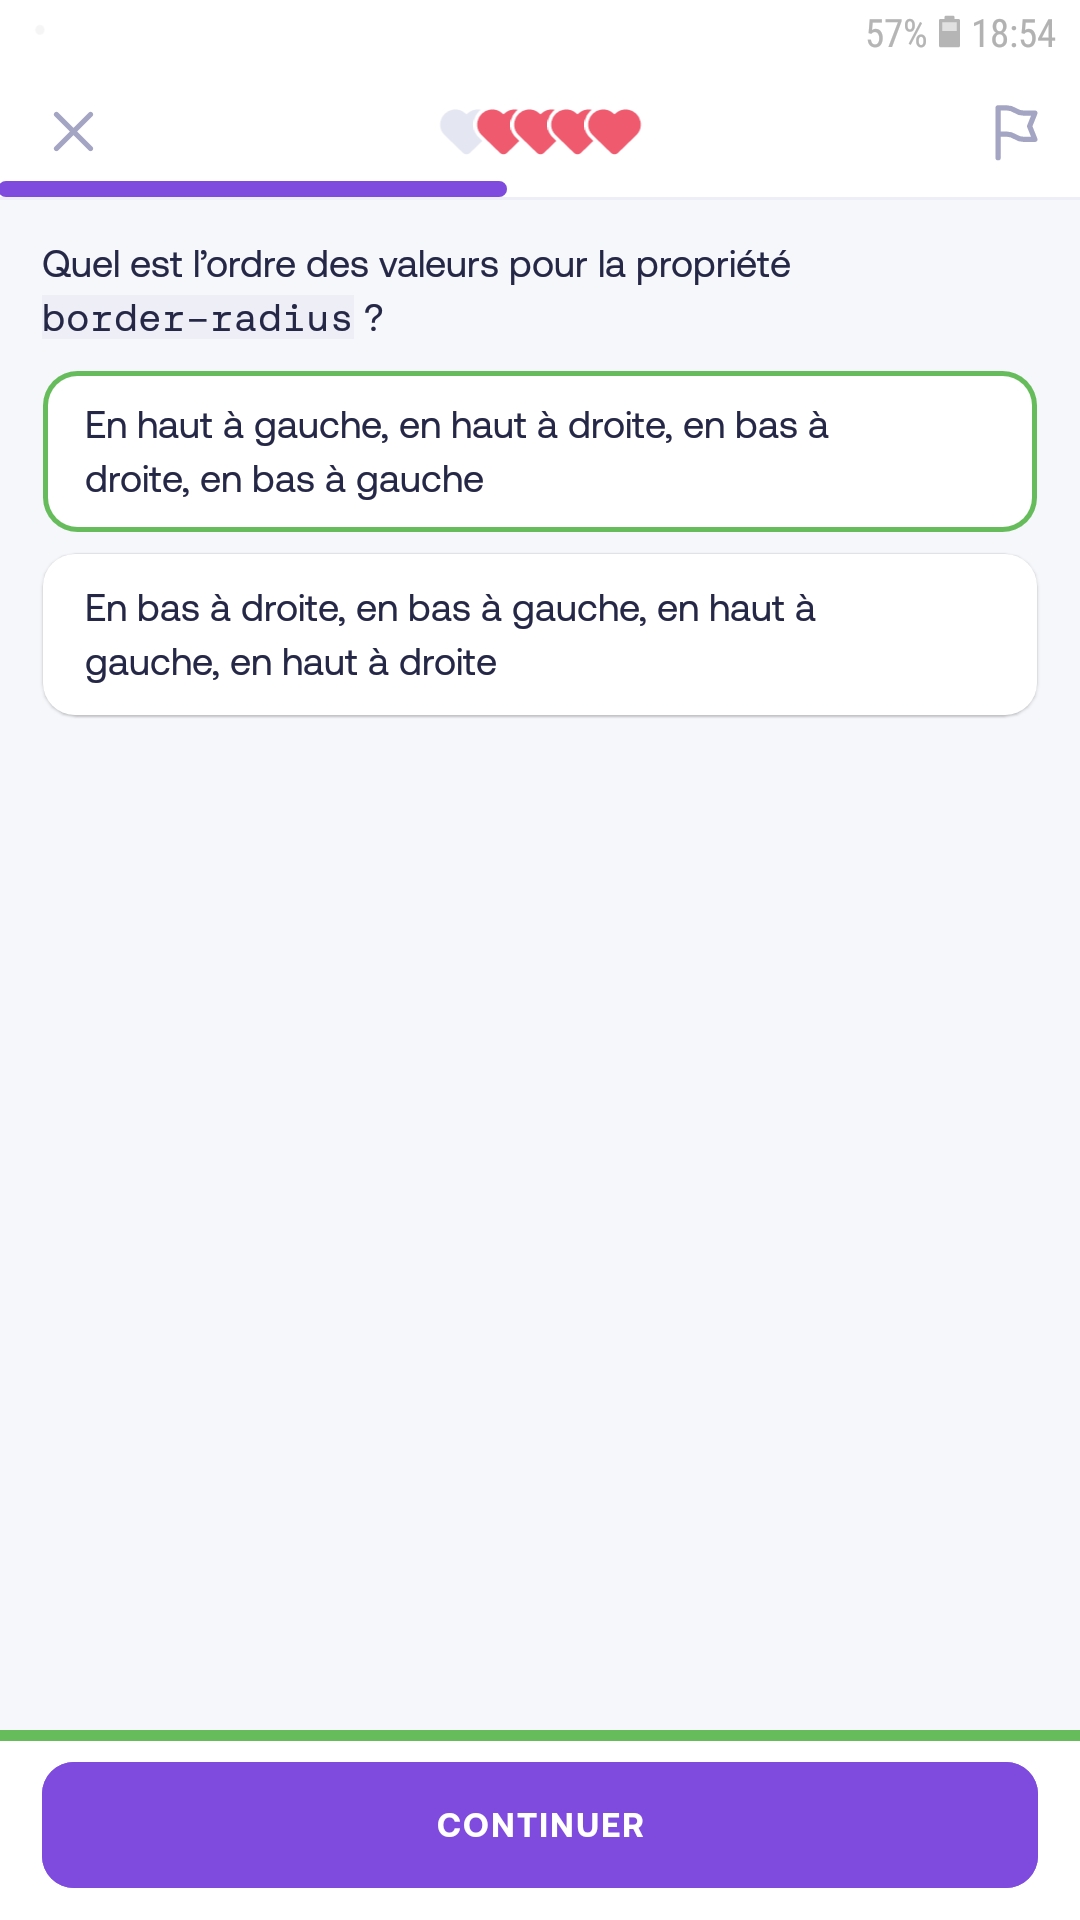 57% 18:54
Quel est l’ordre des valeurs pour la propriété
border-radius ?
En haut à gauche, en haut à droite, en bas à
droite, en bas à gauche
En bas à droite, en bas à gauche, en haut à
gauche, en haut à droite
CONTINUER